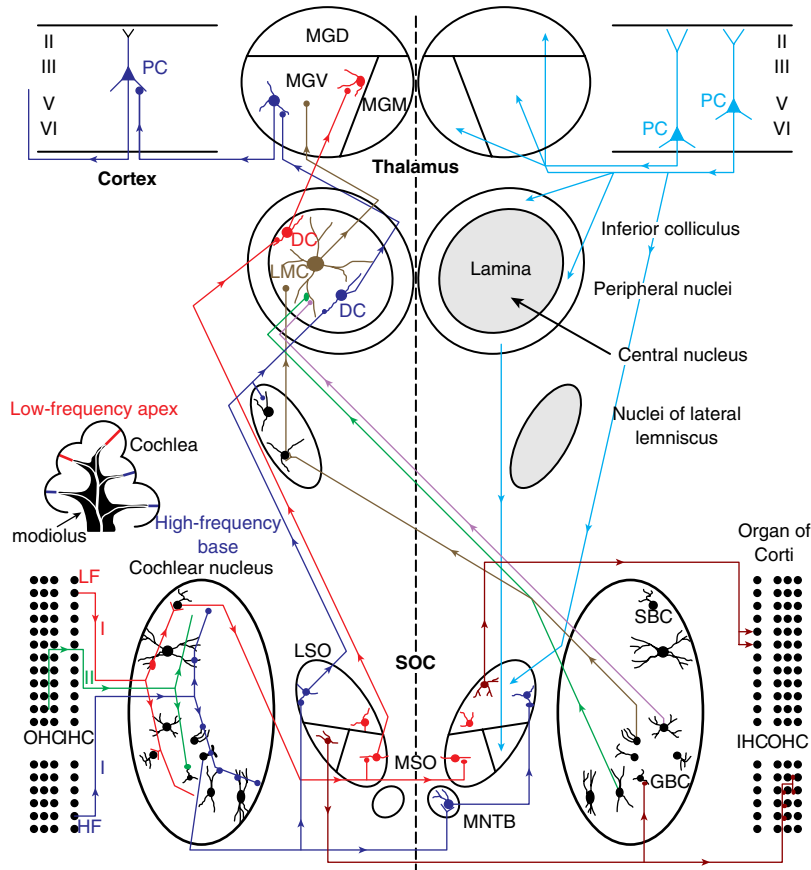 II
III
V
VI
PC
Cortex
MGD
MGV
MGM
Thalamus
PC
PC
II
III
V
VI
DC
LMC
DC
Lamina
Inferior colliculus
Peripheral nuclei
Central nucleus
Nuclei of lateral
lemniscus
Low-frequency apex
Cochlea
modiolus
High-frequency
base
Cochlear nucleus
LF
I
II
OHC
IHC
I
HF
LSO
SOC
MSO
MNTB
SBC
GBC
Organ of
Corti
IHC
OHC